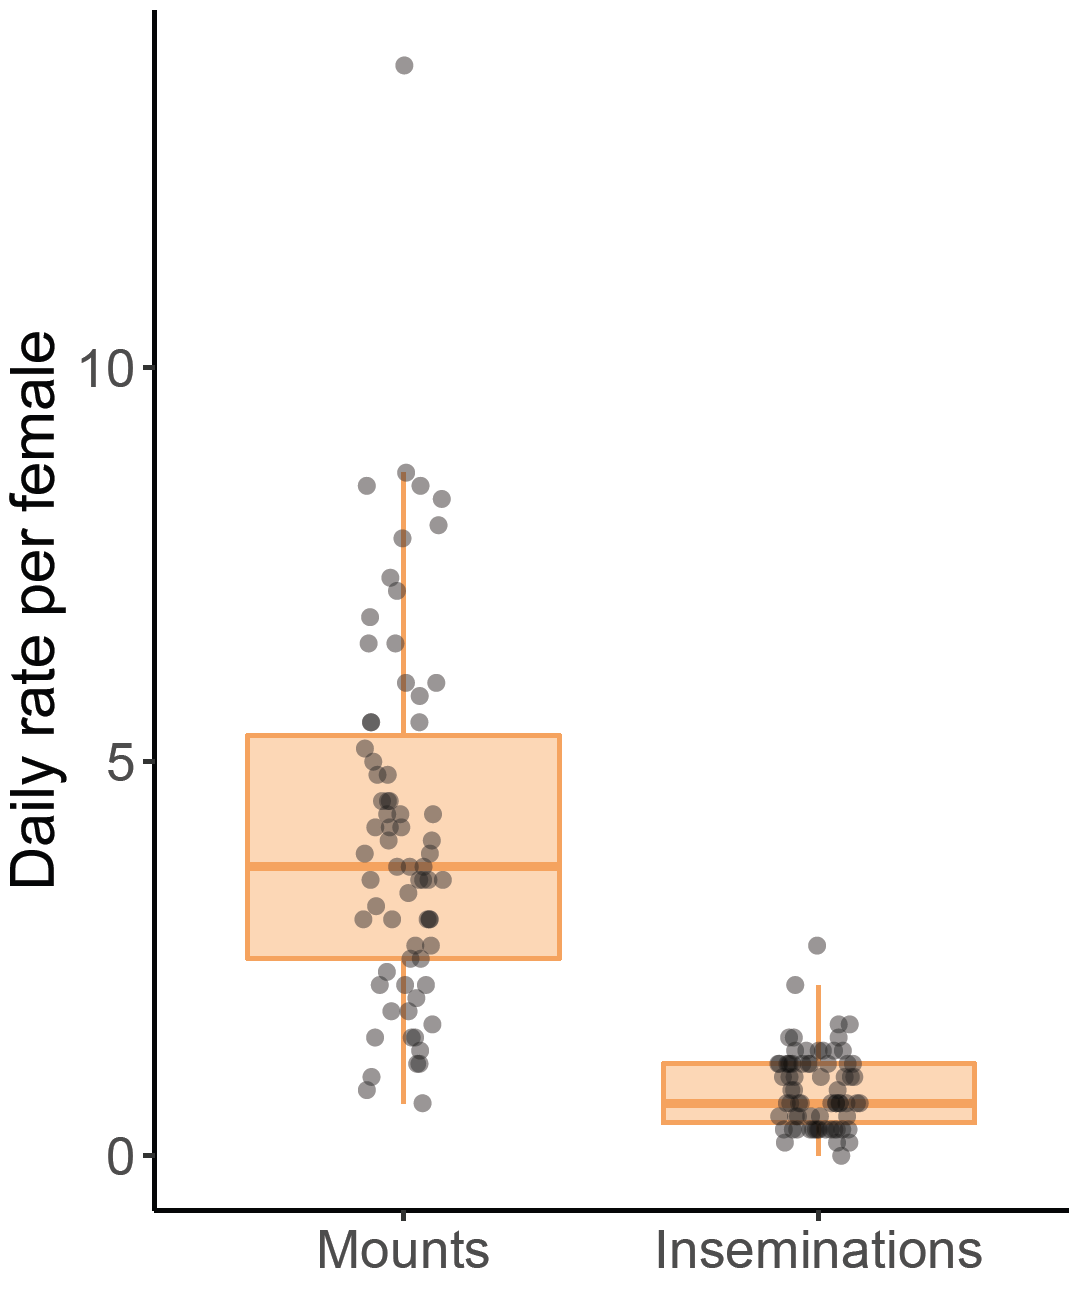 Daily rate per female
10
5
0
Mounts
Inseminations